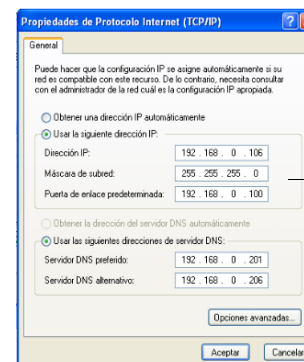 Propiedades de Protocolo Internet (TCP/IP)
General
Puede hacer que la configuración IP se asigne automáticamente si su
red es compatible con este recurso. De lo contrario, necesita consultar
con el administrador de la red cuál es la configuración IP apropiada.
Obtener una dirección IP automáticamente
Usar la siguiente dirección IP:
Dirección IP: 192 . 168 . 0 . 106
Máscara de subred: 255 . 255 . 255 . 0
Puerta de enlace predeterminada: 192 . 168 . 0 . 100
Obtener la dirección del servidor DNS automáticamente
Usar las siguientes direcciones de servidor DNS:
Servidor DNS preferido: 192 . 168 . 0 . 201
Servidor DNS alternativo: 192 . 168 . 0 . 206
Opciones avanzadas...
Aceptar Cancelar